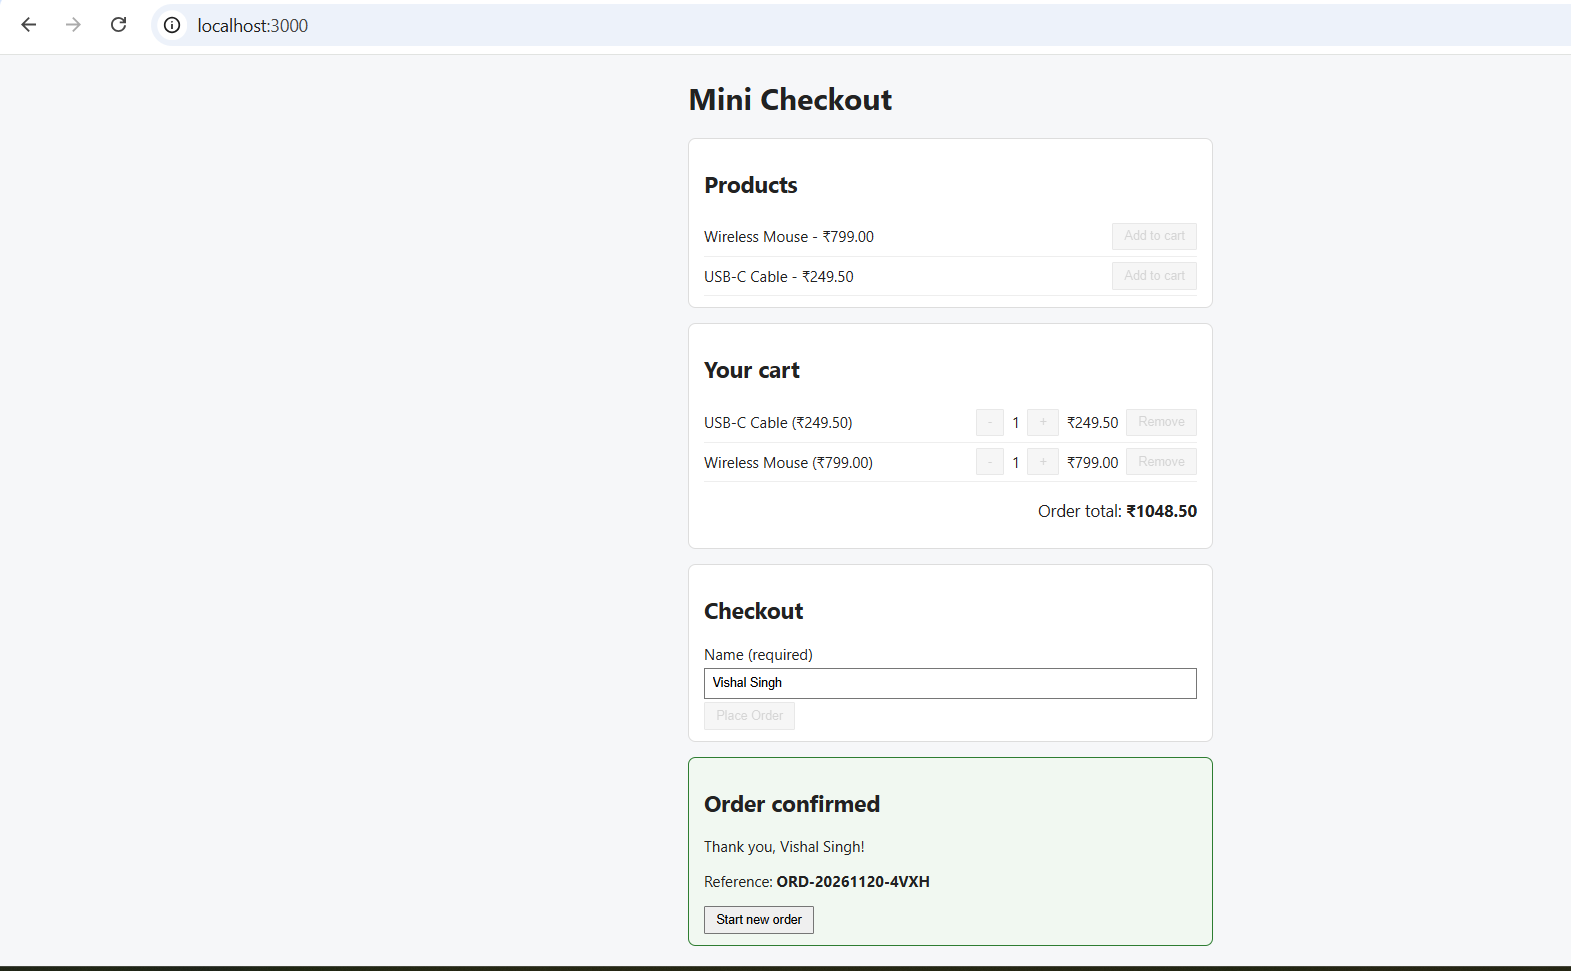 localhost:3000
Mini Checkout
Products
Wireless Mouse - ₹799.00 Add to cart
USB-C Cable - ₹249.50 Add to cart
Your cart
USB-C Cable (₹249.50) - 1 + ₹249.50 Remove
Wireless Mouse (₹799.00) - 1 + ₹799.00 Remove
Order total: ₹1048.50
Checkout
Name (required)
Vishal Singh
Place Order
Order confirmed
Thank you, Vishal Singh!
Reference: ORD-20261120-4VXH
Start new order